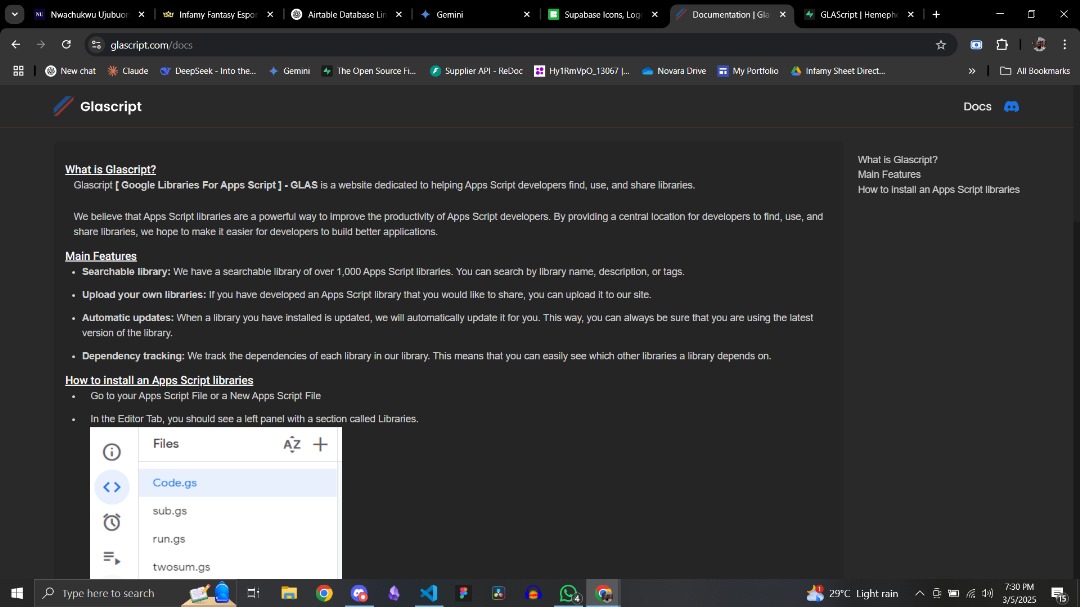 Nwachukwu Ujubuor
Infamy Fantasy Espor
Airtable Database Lin
Gemini
Supabase Icons, Log
Documentation | Gla
GLAScript | Hemeph
glascript.com/docs
New chat
Claude
DeepSeek - Into the...
Gemini
The Open Source Fi...
Supplier API - ReDoc
Hy1RmVpO_13067 |...
Novara Drive
My Portfolio
Infamy Sheet Direct...
All Bookmarks
Glascript
Docs
What is Glascript?
Glascript [ Google Libraries For Apps Script ] - GLAS is a website dedicated to helping Apps Script developers find, use, and share libraries.
We believe that Apps Script libraries are a powerful way to improve the productivity of Apps Script developers. By providing a central location for developers to find, use, and
share libraries, we hope to make it easier for developers to build better applications.
Main Features
• Searchable library: We have a searchable library of over 1,000 Apps Script libraries. You can search by library name, description, or tags.
• Upload your own libraries: If you have developed an Apps Script library that you would like to share, you can upload it to our site.
• Automatic updates: When a library you have installed is updated, we will automatically update it for you. This way, you can always be sure that you are using the latest
version of the library.
• Dependency tracking: We track the dependencies of each library in our library. This means that you can easily see which other libraries a library depends on.
How to install an Apps Script libraries
• Go to your Apps Script File or a New Apps Script File
• In the Editor Tab, you should see a left panel with a section called Libraries.
Files
AZ
Code.gs
sub.gs
run.gs
twosum.gs
What is Glascript?
Main Features
How to install an Apps Script libraries
Type here to search
4
29°C Light rain
7:30 PM
3/5/2025
15